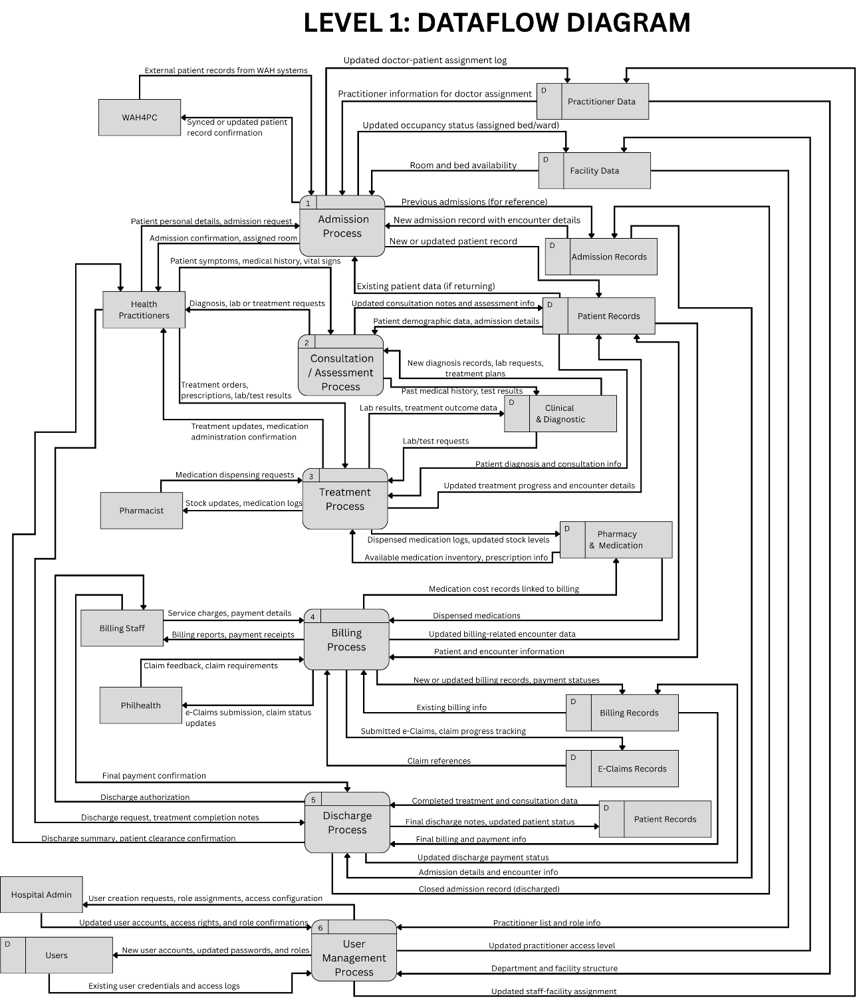 LEVEL 1: DATAFLOW DIAGRAM
Updated doctor-patient assignment log
External patient records from WAH systems
D
Practitioner Data
Practitioner information for doctor assignment
WAH4PC
Synced or updated patient
record confirmation
Updated occupancy status (assigned bed/ward)
D
Facility Data
Room and bed availability
1
Admission
Process
Previous admissions (for reference)
New admission record with encounter details
Patient personal details, admission request
Admission confirmation, assigned room
New or updated patient record
D
Admission Records
Patient symptoms, medical history, vital signs
Existing patient data (if returning)
Health
Practitioners
Diagnosis, lab or treatment requests
Updated consultation notes and assessment info
D
Patient Records
Patient demographic data, admission details
2
Consultation
/ Assessment
Process
New diagnosis records, lab requests,
treatment plans
Past medical history, test results
Treatment orders,
prescriptions, lab/test results
D
Clinical
& Diagnostic
Lab results, treatment outcome data
Treatment updates, medication
administration confirmation
Lab/test requests
Patient diagnosis and consultation info
Medication dispensing requests
3
Treatment
Process
Updated treatment progress and encounter details
Pharmacist
Stock updates, medication logs
D
Pharmacy
& Medication
Dispensed medication logs, updated stock levels
Available medication inventory, prescription info
Medication cost records linked to billing
Billing Staff
Service charges, payment details
4
Billing
Process
Dispensed medications
Billing reports, payment receipts
Updated billing-related encounter data
Patient and encounter information
Claim feedback, claim requirements
New or updated billing records, payment statuses
Philhealth
e-Claims submission, claim status
updates
Existing billing info
D
Billing Records
Submitted e-Claims, claim progress tracking
Claim references
D
E-Claims Records
Final payment confirmation
Discharge authorization
5
Discharge
Process
Completed treatment and consultation data
D
Patient Records
Discharge request, treatment completion notes
Final discharge notes, updated patient status
Discharge summary, patient clearance confirmation
Final billing and payment info
Updated discharge payment status
Admission details and encounter info
Closed admission record (discharged)
Hospital Admin
User creation requests, role assignments, access configuration
Updated user accounts, access rights, and role confirmations
6
User
Management
Process
Practitioner list and role info
D
Users
New user accounts, updated passwords, and roles
Updated practitioner access level
Department and facility structure
Existing user credentials and access logs
Updated staff-facility assignment